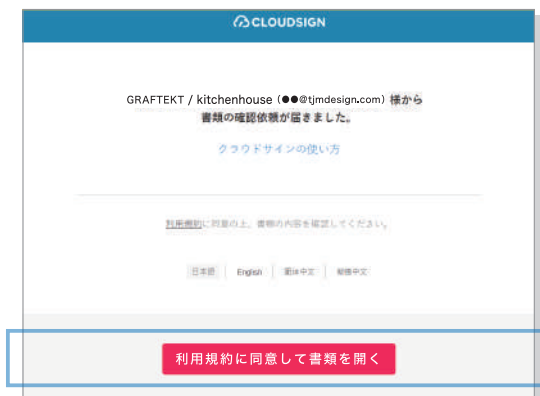 CLOUDSIGN
GRAFTEKT / kitchenhouse (●●@tjmdesign.com) 様から
書類の確認依頼が届きました。
クラウドサインの使い方
利用規約に同意の上、書類の内容を確認してください。
日本語 English 简体中文 繁體中文
利用規約に同意して書類を開く